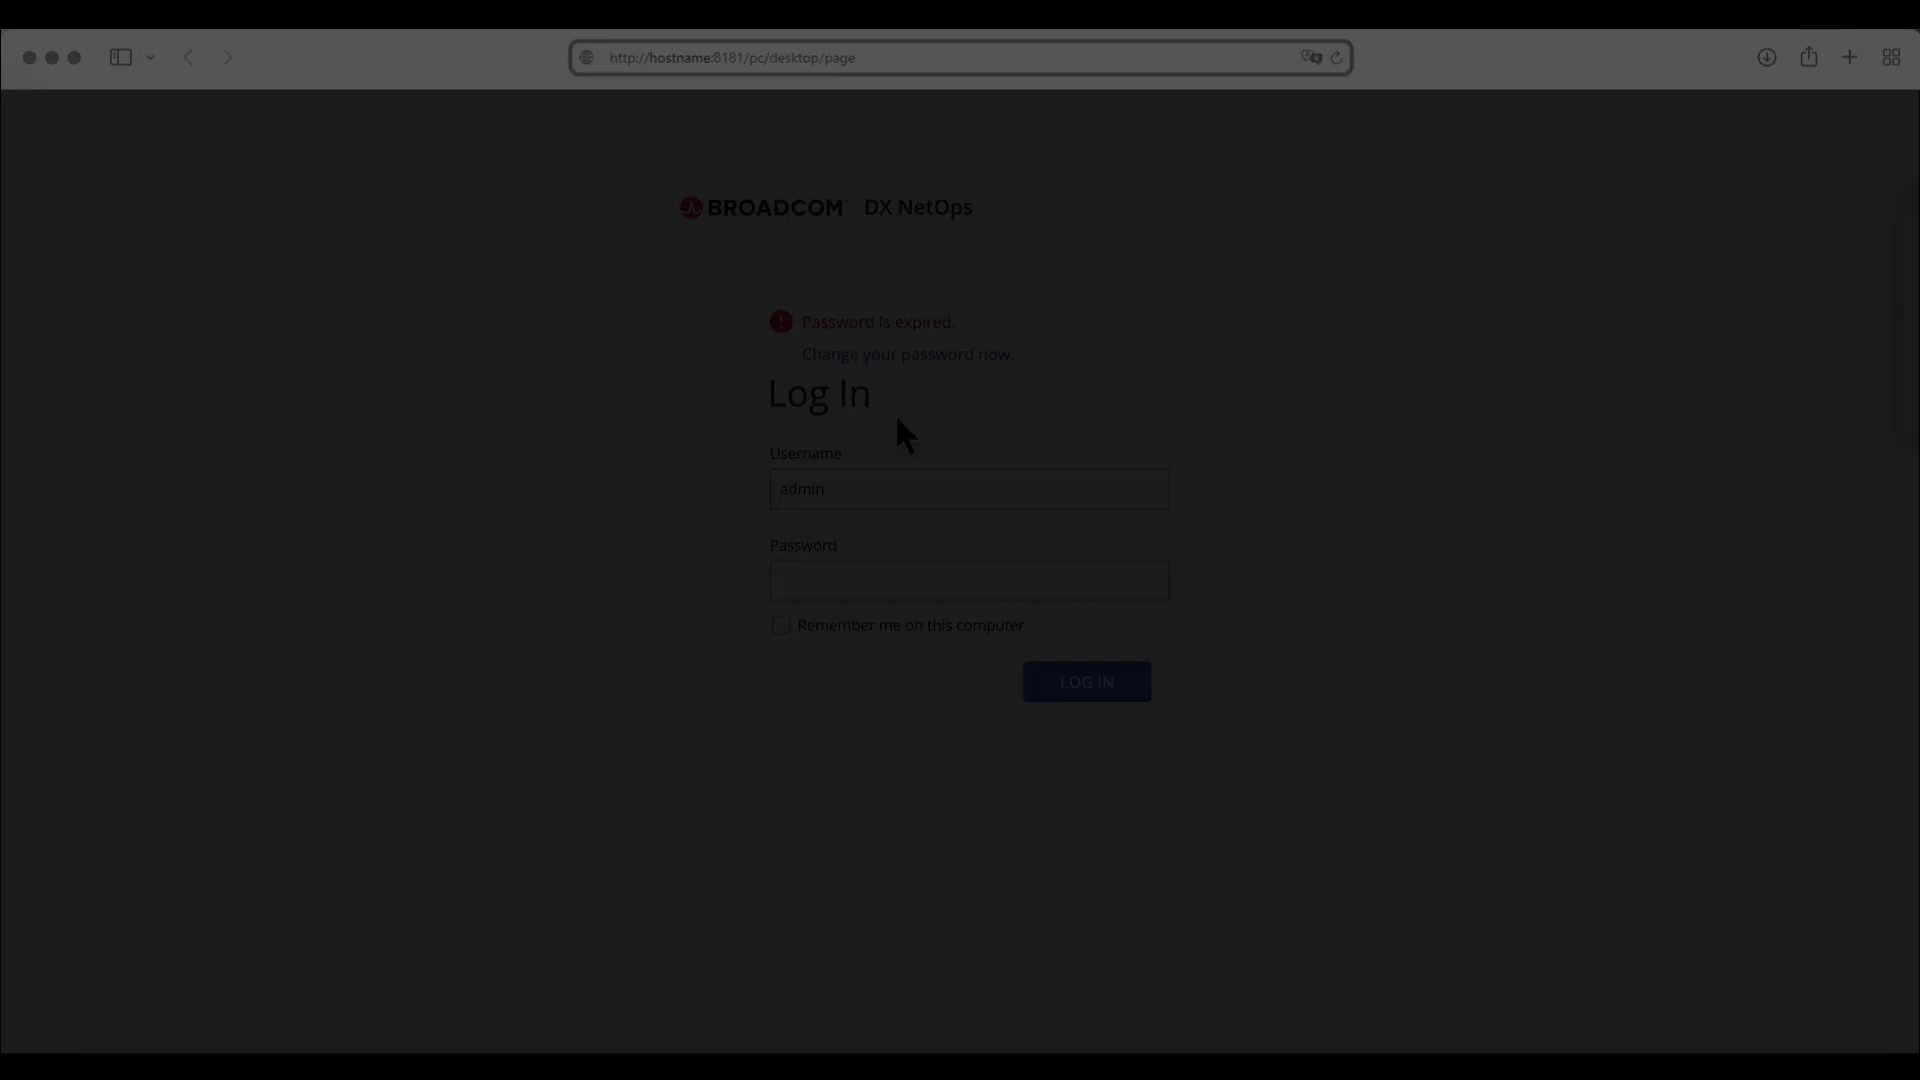 http://hostname:8181/pc/desktop/page
BROADCOM DX NetOps
Password is expired.
Change your password now.
Log In
Username
admin
Password
Remember me on this computer
LOG IN